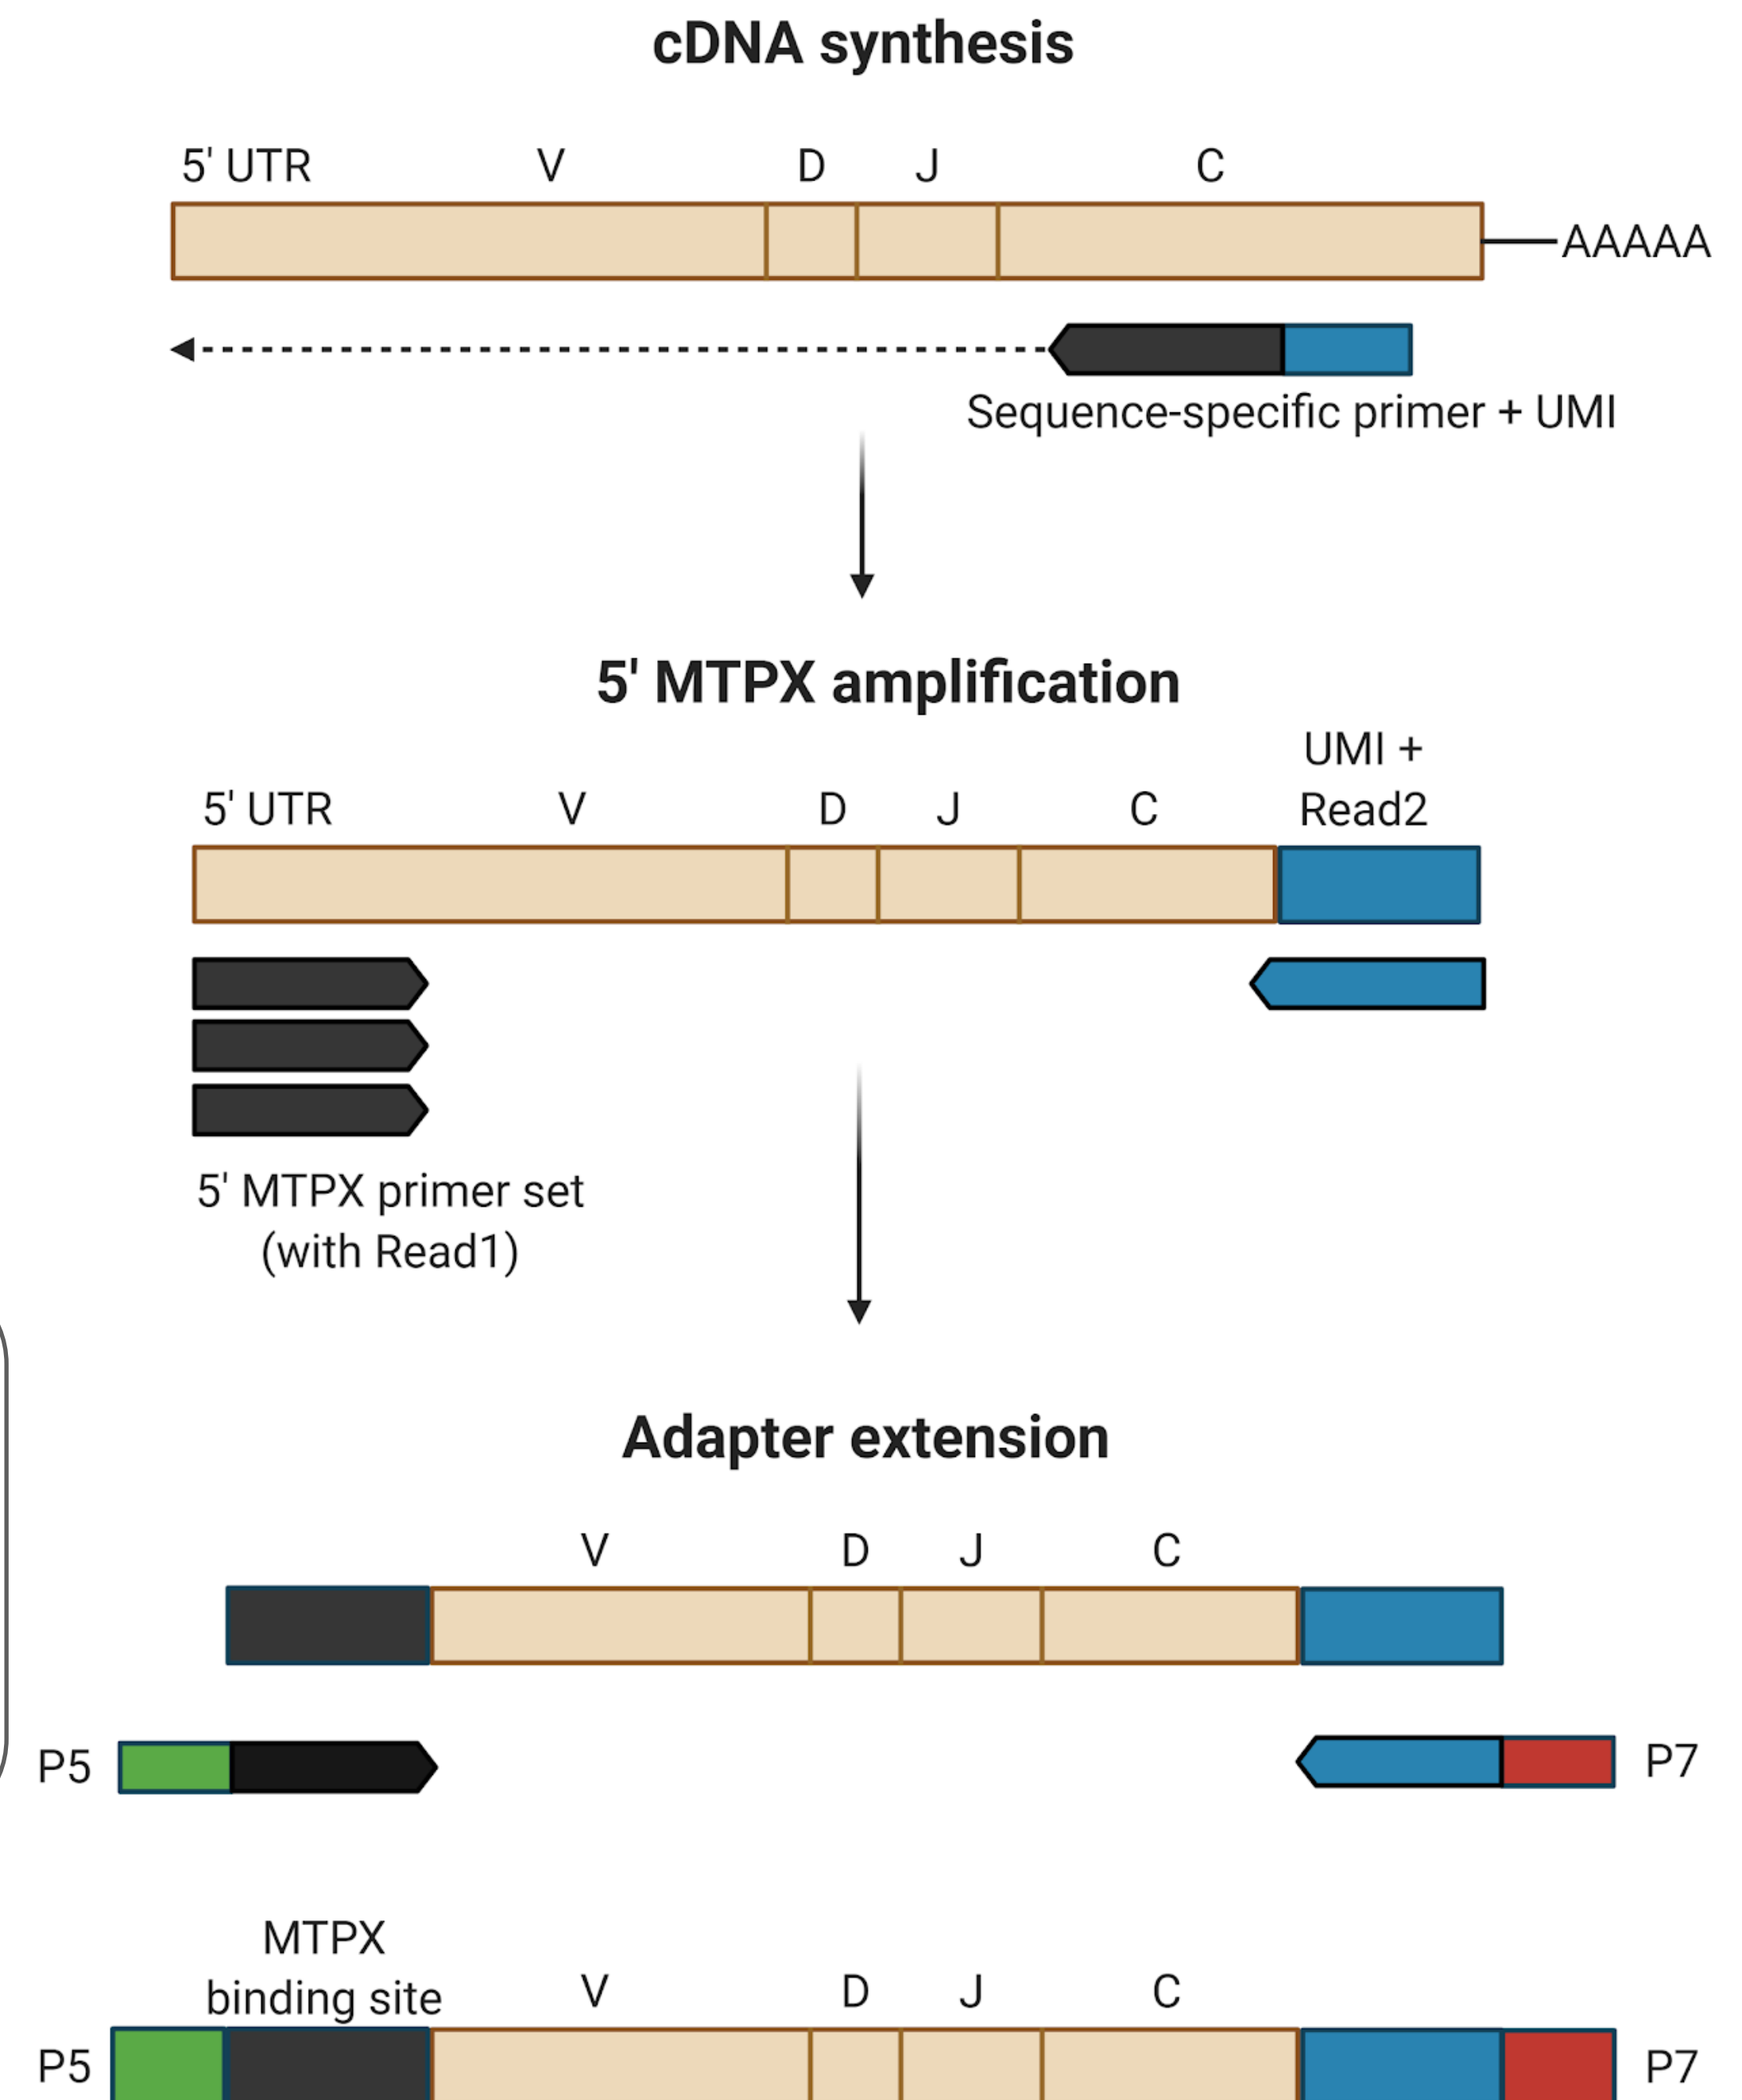 cDNA synthesis
5' UTR V D J C
AAAAA
Sequence-specific primer + UMI
5' MTPX amplification
UMI +
5' UTR V D J C Read2
5' MTPX primer set
(with Read1)
Adapter extension
V D J C
P5 P7
MTPX
binding site V D J C
P5 P7